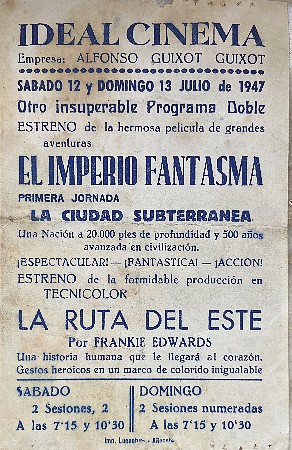 IDEAL CINEMA
Empresa: ALFONSO GUIXOT GUIXOT
SABADO 12 y DOMINGO 13 JULIO de 1947
Otro insuperable Programa Doble
ESTRENO de la hermosa película de grandes
aventuras
EL IMPERIO FANTASMA
PRIMERA JORNADA
LA CIUDAD SUBTERRANEA
Una Nación a 20.000 pies de profundidad y 500 años
avanzada en civilización.
¡ESPECTACULAR!— ¡FANTASTICA!— ¡ACCION!
ESTRENO de la formidable producción en
TECNICOLOR
LA RUTA DEL ESTE
Por FRANKIE EDWARDS
Una historia humana que le llegará al corazón.
Gestos heroicos en un marco de colorido inigualable
SABADO
2 Sesiones, 2
A las 7'15 y 10'30
DOMINGO
2 Sesiones numeradas
A las 7'15 y 10'30
Imp.